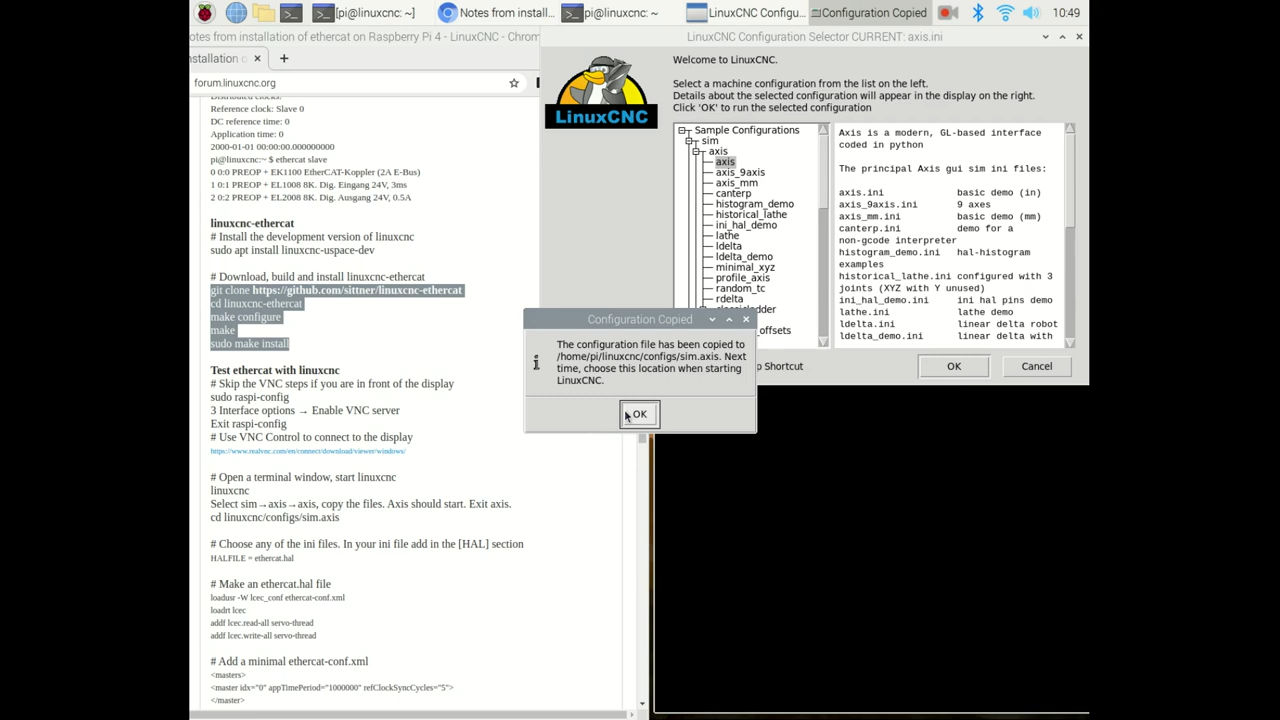 [pi@linuxcnc: ~]
Notes from install...
pi@linuxcnc: ~
LinuxCNC Configu...
Configuration Copied
10:49
otes from installation of ethercat on Raspberry Pi 4 - LinuxCNC - Chrom
nstallation c
forum.linuxcnc.org
Distributed clocks:
Reference clock: Slave 0
DC reference time: 0
Application time: 0
2000-01-01 00:00:00.000000000
pi@linuxcnc:~ $ ethercat slave
0 0:0 PREOP + EK1100 EtherCAT-Koppler (2A E-Bus)
1 0:1 PREOP + EL1008 8K. Dig. Eingang 24V, 3ms
2 0:2 PREOP + EL2008 8K. Dig. Ausgang 24V, 0.5A
linuxcnc-ethercat
# Install the development version of linuxcnc
sudo apt install linuxcnc-uspace-dev
# Download, build and install linuxcnc-ethercat
git clone https://github.com/sittner/linuxcnc-ethercat
cd linuxcnc-ethercat
make configure
make
sudo make install
Test ethercat with linuxcnc
# Skip the VNC steps if you are in front of the display
sudo raspi-config
3 Interface options → Enable VNC server
Exit raspi-config
# Use VNC Control to connect to the display
https://www.realvnc.com/en/connect/download/viewer/windows/
# Open a terminal window, start linuxcnc
linuxcnc
Select sim→axis→axis, copy the files. Axis should start. Exit axis.
cd linuxcnc/configs/sim.axis
# Choose any of the ini files. In your ini file add in the [HAL] section
HALFILE = ethercat.hal
# Make an ethercat.hal file
loadusr -W lcec_conf ethercat-conf.xml
loadrt lcec
addf lcec.read-all servo-thread
addf lcec.write-all servo-thread
# Add a minimal ethercat-conf.xml
<masters>
<master idx="0" appTimePeriod="1000000" refClockSyncCycles="5">
</master>
LinuxCNC Configuration Selector CURRENT: axis.ini
LinuxCNC
Welcome to LinuxCNC.
Select a machine configuration from the list on the left.
Details about the selected configuration will appear in the display on the right.
Click 'OK' to run the selected configuration
Sample Configurations
sim
axis
axis
axis_9axis
axis_mm
canterp
histogram_demo
historical_lathe
ini_hal_demo
lathe
ldelta
ldelta_demo
minimal_xyz
profile_axis
random_tc
rdelta
_offsets
Axis is a modern, GL-based interface
coded in python
The principal Axis gui sim ini files:
axis.ini basic demo (in)
axis_9axis.ini 9 axes
axis_mm.ini basic demo (mm)
canterp.ini demo for a
non-gcode interpreter
histogram_demo.ini hal-histogram
examples
historical_lathe.ini configured with 3
joints (XYZ with Y unused)
ini_hal_demo.ini ini hal pins demo
lathe.ini lathe demo
ldelta.ini linear delta robot
ldelta_demo.ini linear delta with
p Shortcut
OK
Cancel
Configuration Copied
The configuration file has been copied to
/home/pi/linuxcnc/configs/sim.axis. Next
time, choose this location when starting
LinuxCNC.
OK